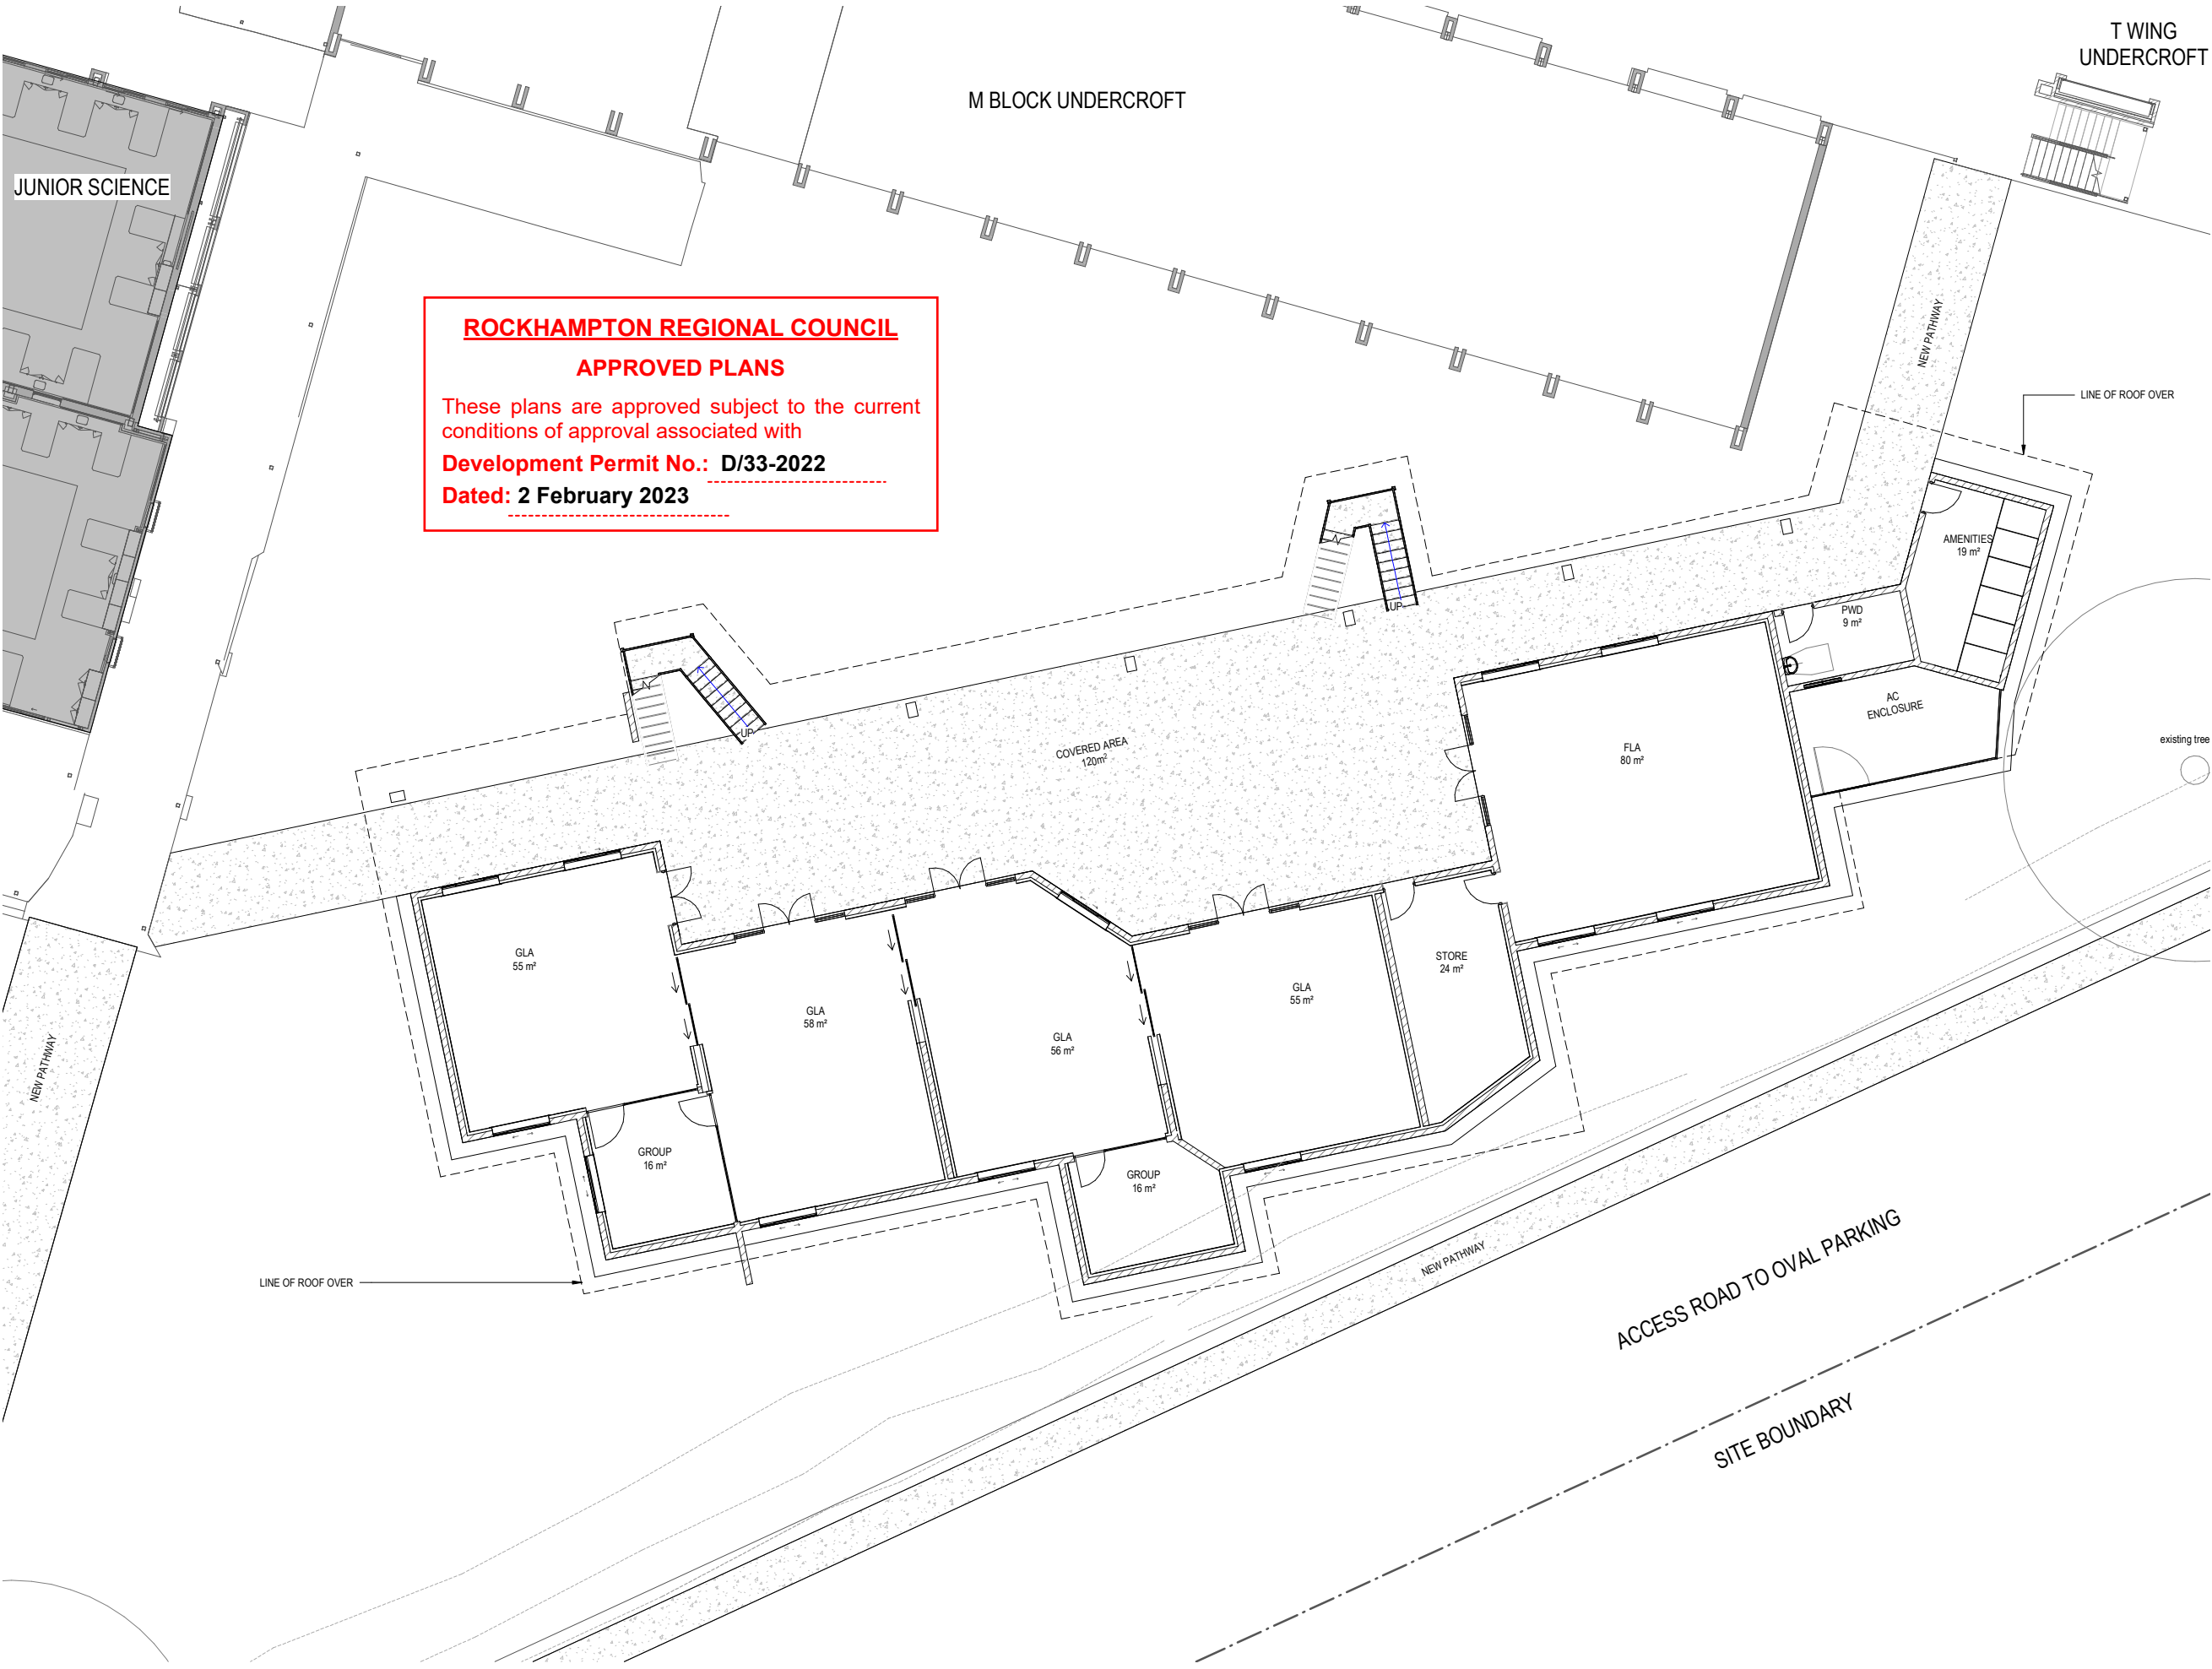 T WING
UNDERCROFT
M BLOCK UNDERCROFT
JUNIOR SCIENCE
ROCKHAMPTON REGIONAL COUNCIL
APPROVED PLANS
These plans are approved subject to the current
conditions of approval associated with
Development Permit No.: D/33-2022
Dated: 2 February 2023
NEW PATHWAY
LINE OF ROOF OVER
AMENITIES
19 m²
UP
PWD
9 m²
AC
ENCLOSURE
UP
COVERED AREA
120m²
FLA
80 m²
existing tree
GLA
55 m²
STORE
24 m²
GLA
55 m²
GLA
58 m²
GLA
56 m²
NEW PATHWAY
GROUP
16 m²
GROUP
16 m²
NEW PATHWAY
LINE OF ROOF OVER
ACCESS ROAD TO OVAL PARKING
SITE BOUNDARY